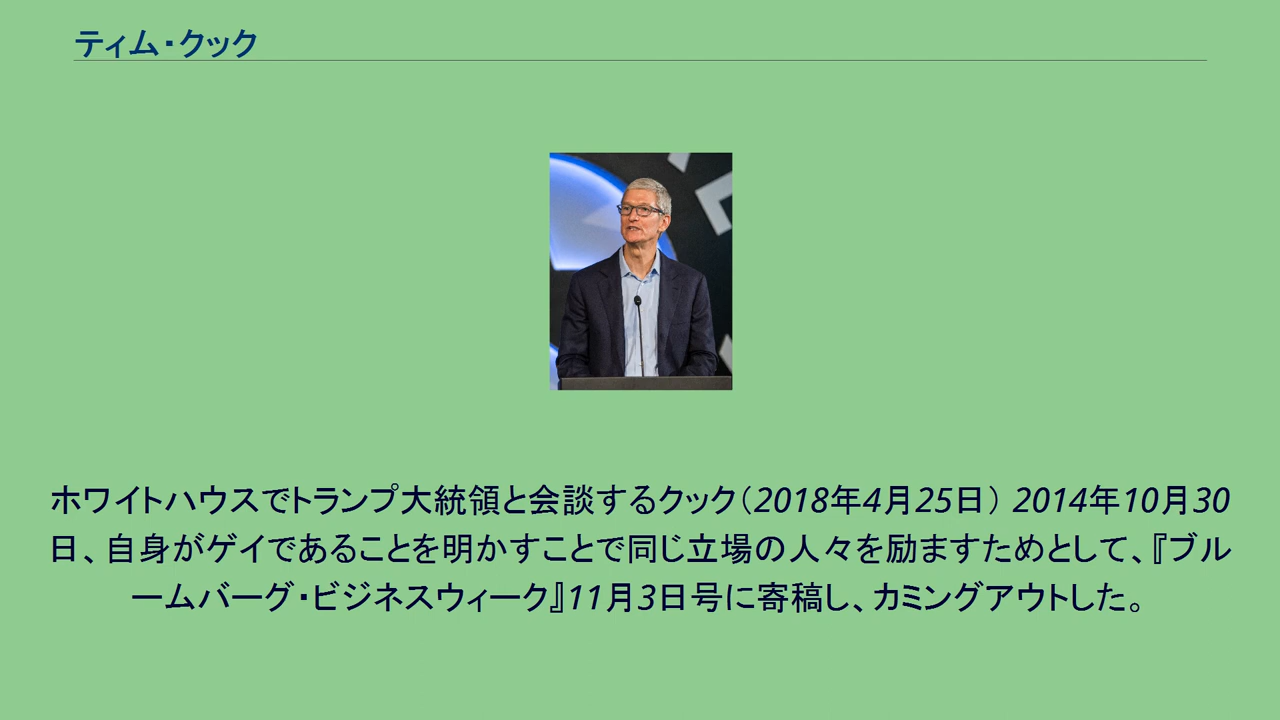 ティム・クック
ホワイトハウスでトランプ大統領と会談するクック（2018年4月25日） 2014年10月30
日、自身がゲイであることを明かすことで同じ立場の人々を励ますためとして、『ブル
ームバーグ・ビジネスウィーク』11月3日号に寄稿し、カミングアウトした。